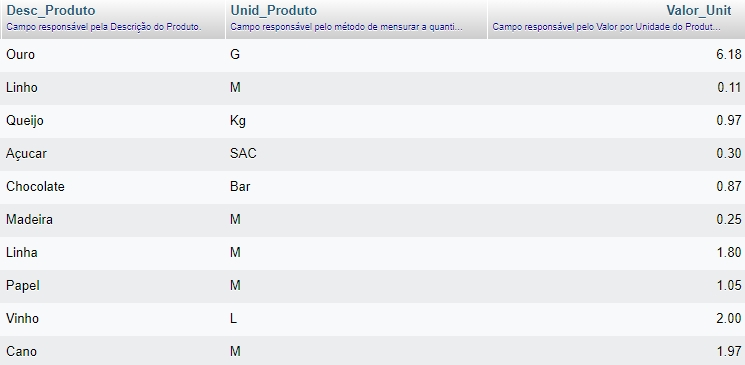 Desc_Produto Unid_Produto Valor_Unit
Campo responsável pela Descrição do Produto. Campo responsável pelo método de mensurar a quanti... Campo responsável pelo Valor por Unidade do Produt...
Ouro G 6.18
Linho M 0.11
Queijo Kg 0.97
Açucar SAC 0.30
Chocolate Bar 0.87
Madeira M 0.25
Linha M 1.80
Papel M 1.05
Vinho L 2.00
Cano M 1.97